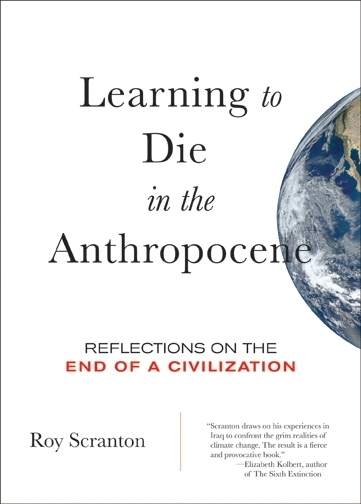 Learning to
Die
in the
Anthropocene
REFLECTIONS ON THE
END OF A CIVILIZATION
Roy Scranton
“Scranton draws on his experiences in
Iraq to confront the grim realities of
climate change. The result is a fierce
and provocative book.”
—Elizabeth Kolbert, author
of The Sixth Extinction